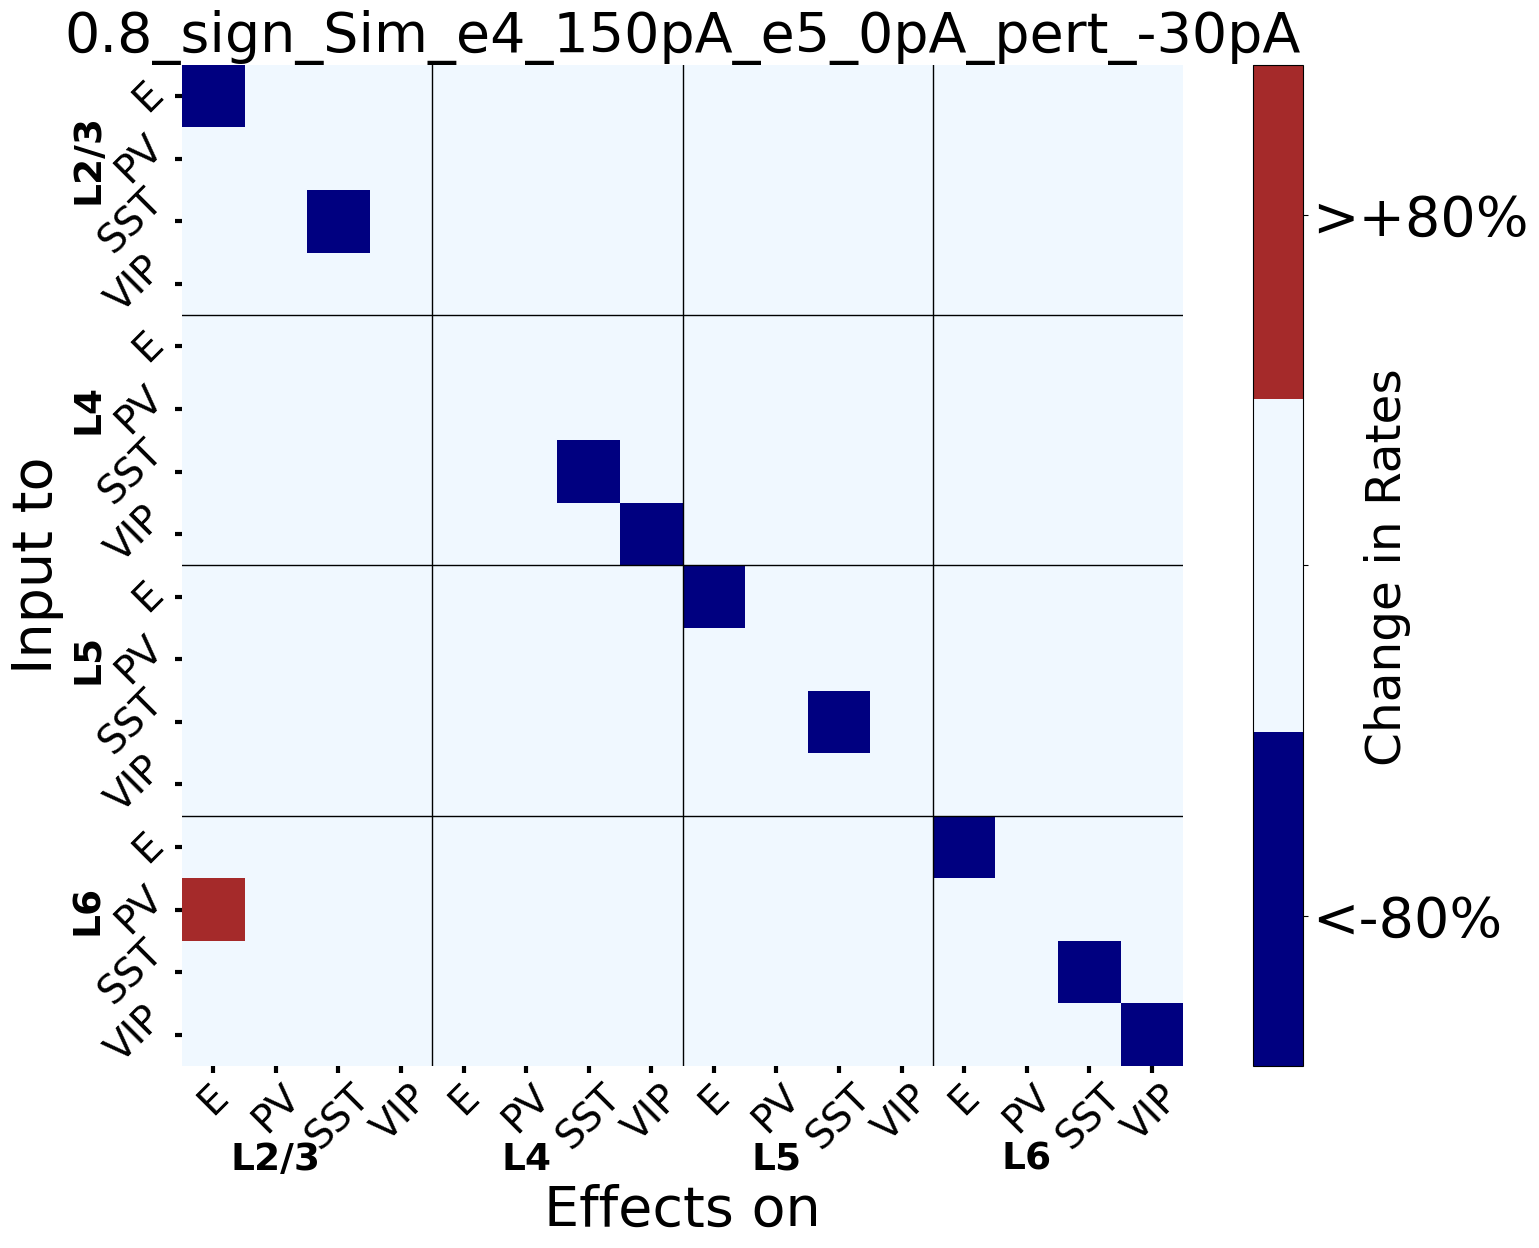 0.8_sign_Sim_e4_150pA_e5_0pA_pert_-30pA
Input to
L2/3
E
PV
SST
VIP
L4
E
PV
SST
VIP
L5
E
PV
SST
VIP
L6
E
PV
SST
VIP
E PV SST VIP E PV SST VIP E PV SST VIP E PV SST VIP
L2/3 L4 L5 L6
Effects on
>+80%
<-80%
Change in Rates